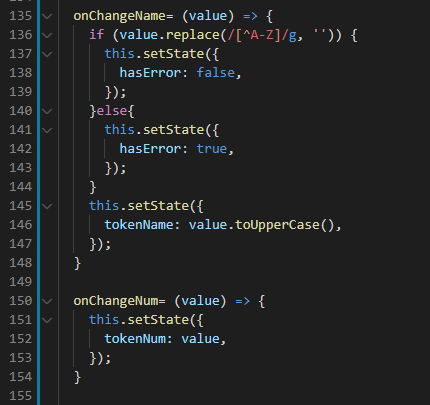 135 onChangeName= (value) => {
136   if (value.replace(/[^A-Z]/g, '')) {
137     this.setState({
138       hasError: false,
139     });
140   }else{
141     this.setState({
142       hasError: true,
143     });
144   }
145   this.setState({
146     tokenName: value.toUpperCase(),
147   });
148 }
149
150 onChangeNum= (value) => {
151   this.setState({
152     tokenNum: value,
153   });
154 }
155